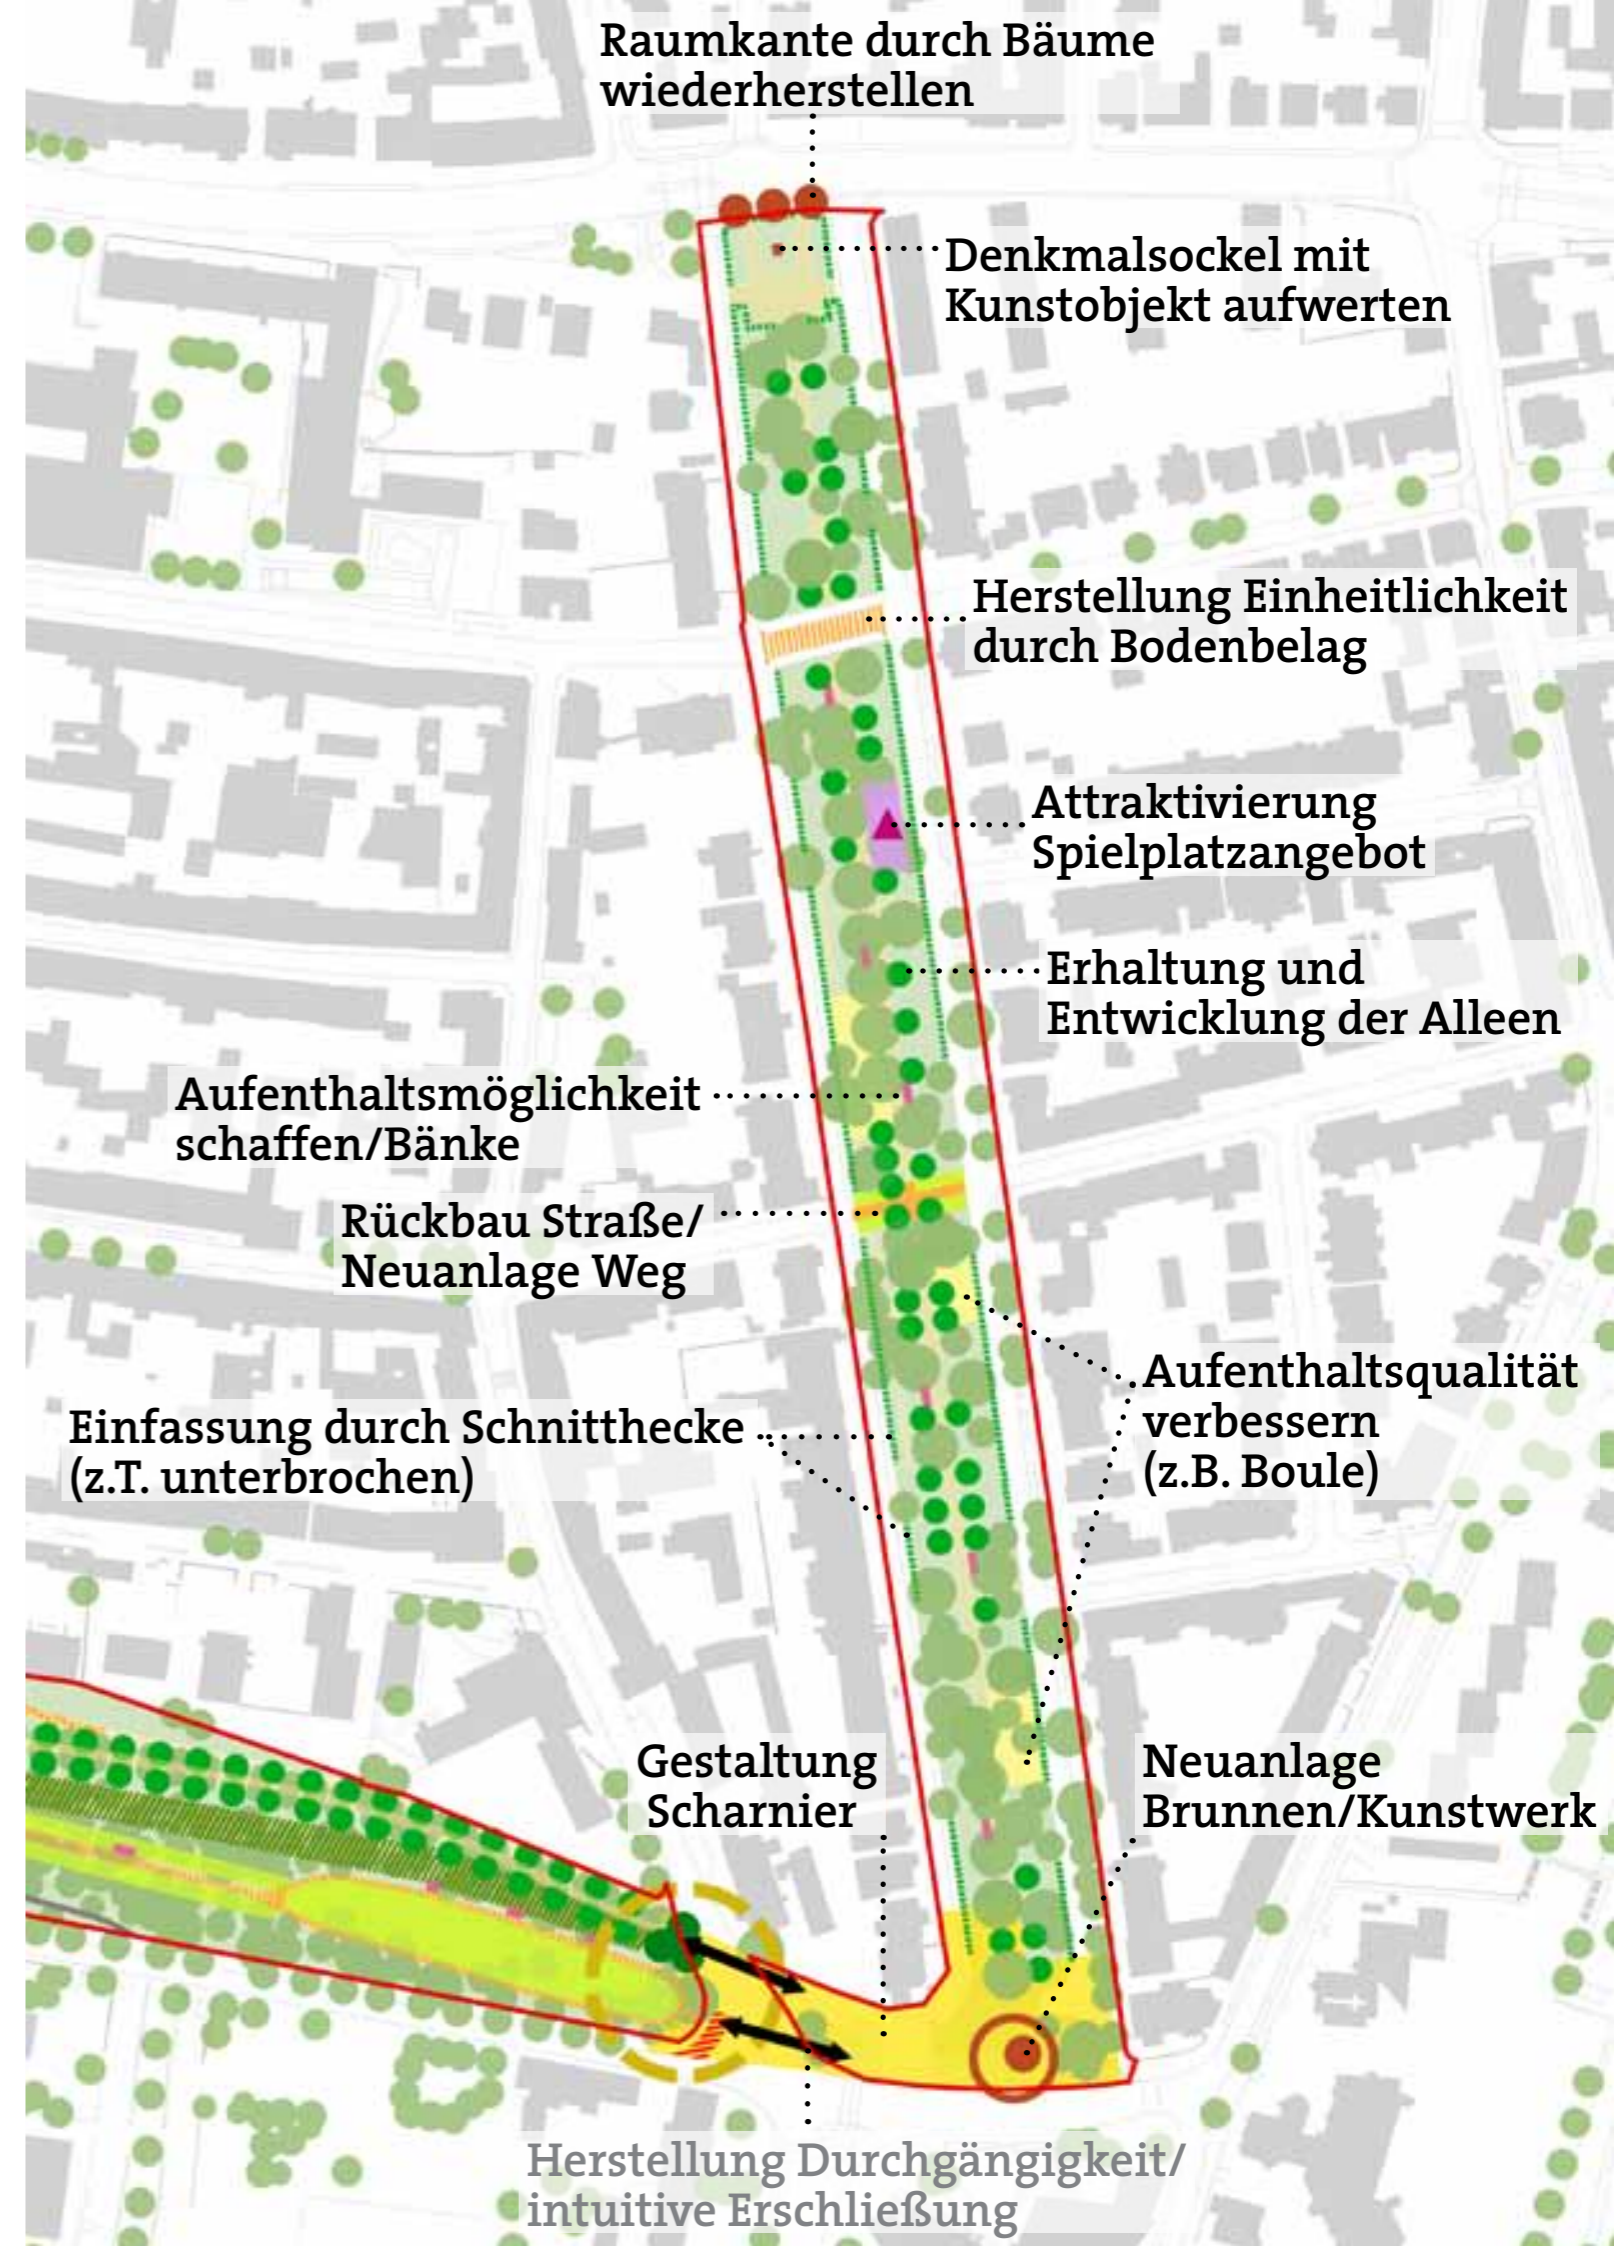 Raumkante durch Bäume
wiederherstellen
Denkmalsockel mit
Kunstobjekt aufwerten
Herstellung Einheitlichkeit
durch Bodenbelag
Attraktivierung
Spielplatzangebot
Erhaltung und
Entwicklung der Alleen
Aufenthaltsmöglichkeit
schaffen/Bänke
Rückbau Straße/
Neuanlage Weg
Aufenthaltsqualität
verbessern
(z.B. Boule)
Einfassung durch Schnitthecke
(z.T. unterbrochen)
Gestaltung
Scharnier
Neuanlage
Brunnen/Kunstwerk
Herstellung Durchgängigkeit/
intuitive Erschließung